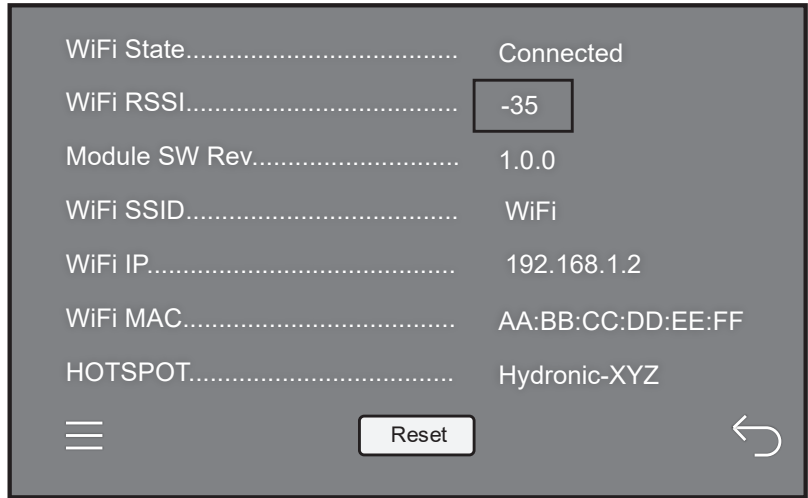 WiFi State..................................... Connected
WiFi RSSI..................................... -35
Module SW Rev............................ 1.0.0
WiFi SSID..................................... WiFi
WiFi IP.......................................... 192.168.1.2
WiFi MAC..................................... AA:BB:CC:DD:EE:FF
HOTSPOT.................................... Hydronic-XYZ
Reset